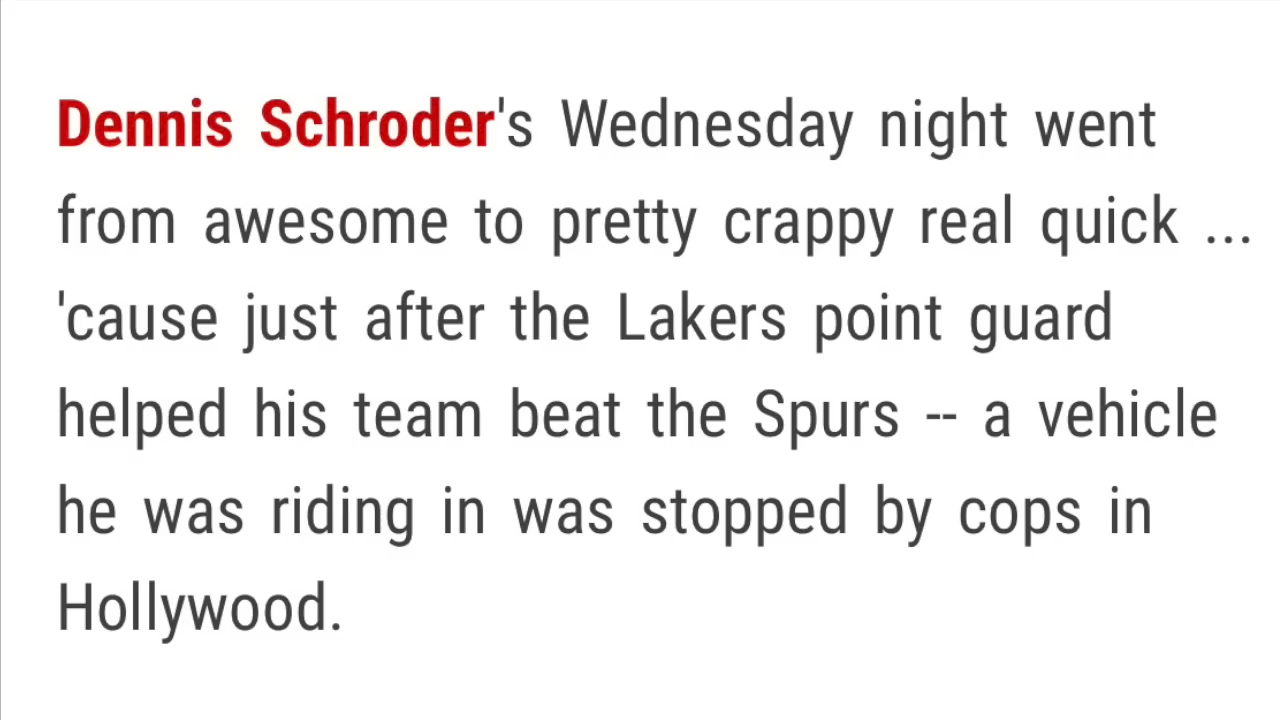 Dennis Schroder's Wednesday night went
from awesome to pretty crappy real quick ...
'cause just after the Lakers point guard
helped his team beat the Spurs -- a vehicle
he was riding in was stopped by cops in
Hollywood.